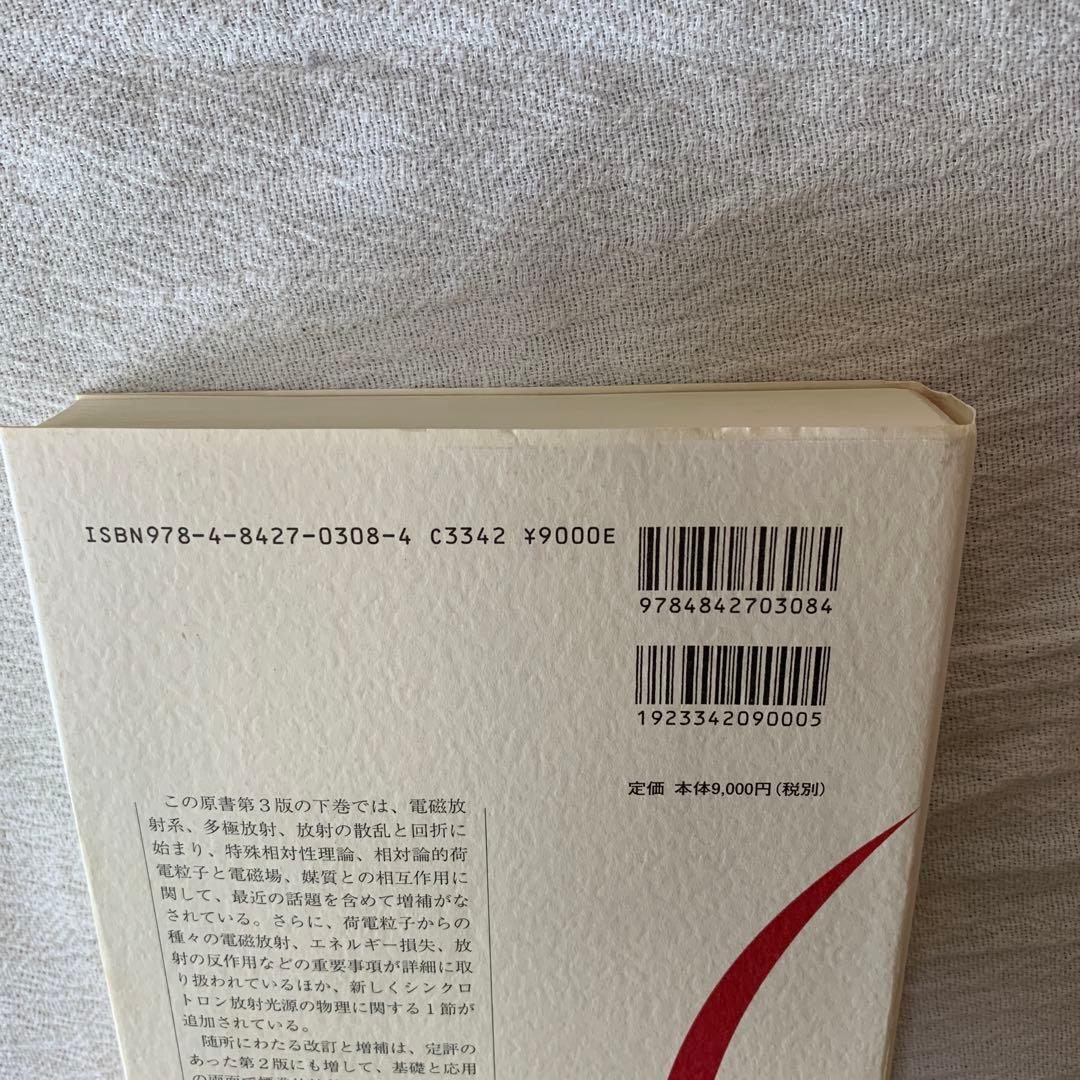 ISBN978-4-8427-0308-4 C3342 ¥9000E
9784842703084
1923342090005
定価 本体9,000円(税別)
この原書第3版の下巻では、電磁放
射系、多極放射、放射の散乱と回折に
始まり、特殊相対性理論、相対論的荷
電粒子と電磁場、媒質との相互作用に
関して、最近の話題を含めて増補がな
されている。さらに、荷電粒子からの
種々の電磁放射、エネルギー損失、放
射の反作用などの重要事項が詳細に取
り扱われているほか、新しくシンクロ
トロン放射光源の物理に関する1節が
追加されている。
随所にわたる改訂と増補は、定評の
あった第2版にも増して、基礎と応用
の両面で